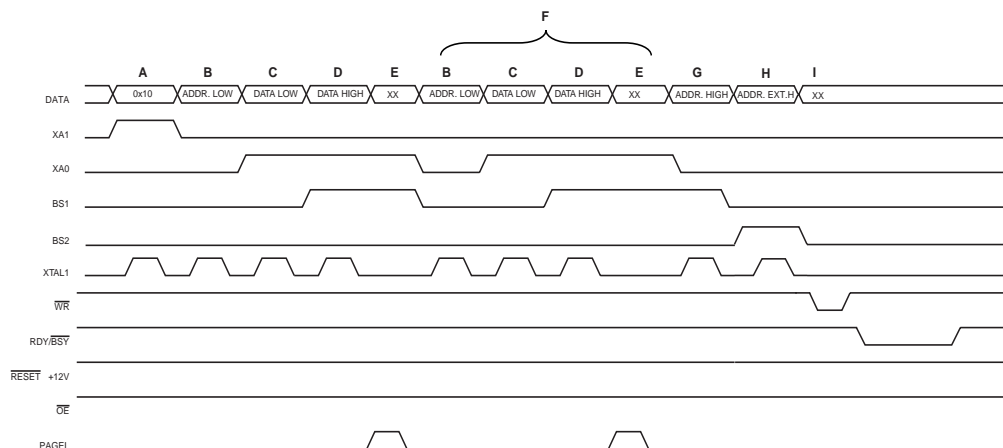 F
A B C D E B C D E G H I
DATA 0x10 ADDR. LOW DATA LOW DATA HIGH XX ADDR. LOW DATA LOW DATA HIGH XX ADDR. HIGH ADDR. EXT.H XX
XA1
XA0
BS1
BS2
XTAL1
WR
RDY/BSY
RESET +12V
OE
PAGEL